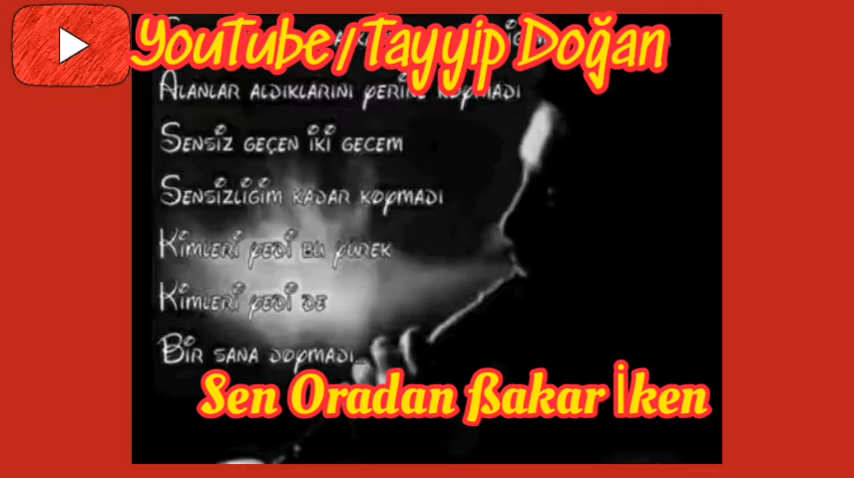 YouTube/Tayyip Doğan
Alanlar aldıklarını yerine koymadı
Sensiz geçen iki gecem
Sensizliğim kadar koymadı
Kimleri yedi bu yürek
Kimleri yedi de
Bir sana doymadı...
Sen Oradan Bakar İken